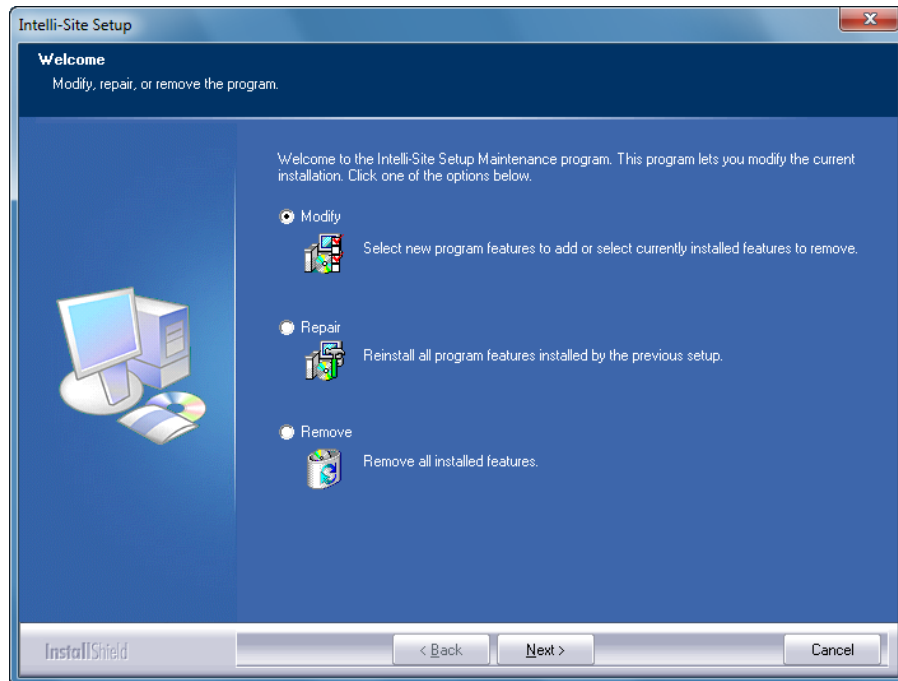 Intelli-Site Setup
Welcome
Modify, repair, or remove the program.
Welcome to the Intelli-Site Setup Maintenance program. This program lets you modify the current
installation. Click one of the options below.
Modify
Select new program features to add or select currently installed features to remove.
Repair
Reinstall all program features installed by the previous setup.
Remove
Remove all installed features.
InstallShield
< Back
Next >
Cancel